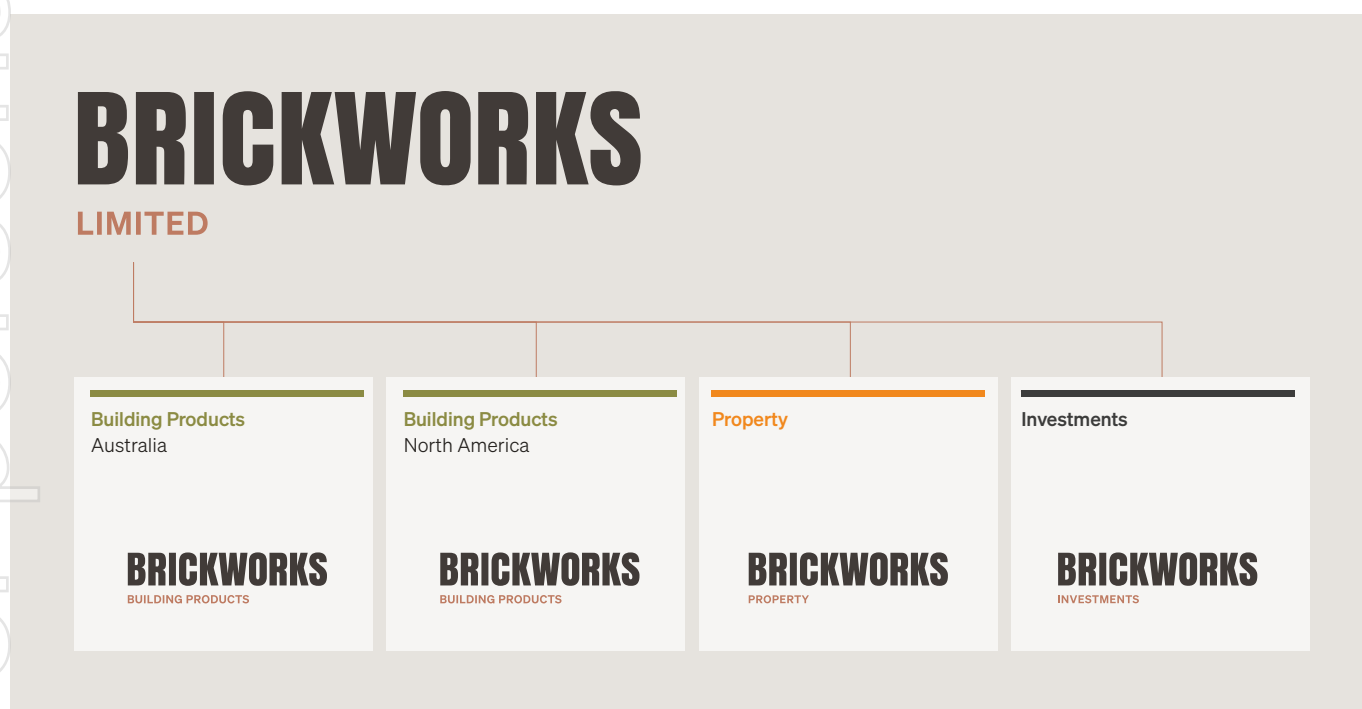 BRICKWORKS
LIMITED
Building Products
Australia
BRICKWORKS
BUILDING PRODUCTS
Building Products
North America
BRICKWORKS
BUILDING PRODUCTS
Property
BRICKWORKS
PROPERTY
Investments
BRICKWORKS
INVESTMENTS